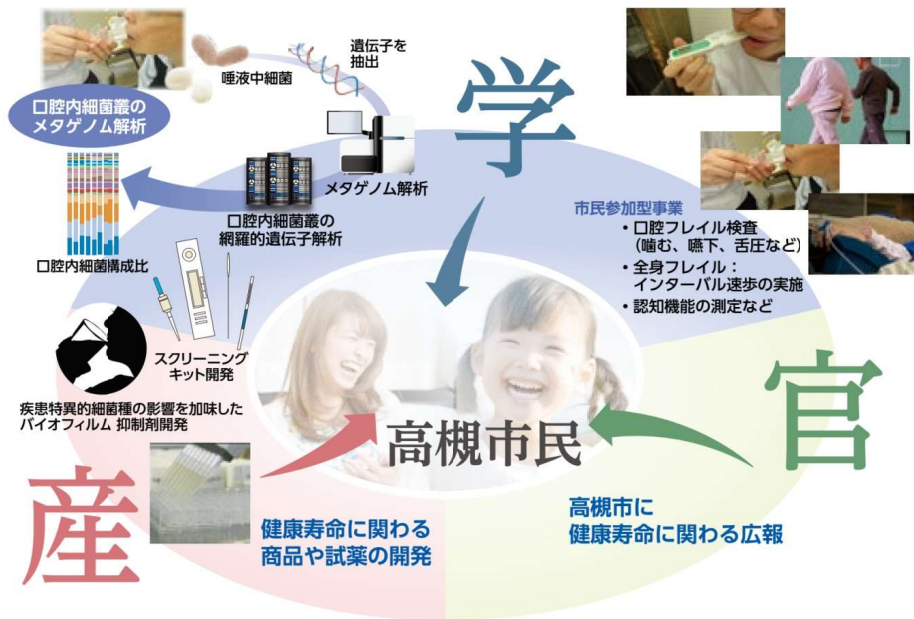 遺伝子を
抽出
唾液中細菌
口腔内細菌叢の
メタゲノム解析
メタゲノム解析
口腔内細菌叢の
網羅的遺伝子解析
口腔内細菌構成比
スクリーニング
キット開発
疾患特異的細菌種の影響を加味した
バイオフィルム 抑制剤開発
学
市民参加型事業
・口腔フレイル検査
（噛む、嚥下、舌圧など）
・全身フレイル：
インターバル速歩の実施
・認知機能の測定など
官
高槻市民
産
健康寿命に関わる
商品や試薬の開発
高槻市に
健康寿命に関わる広報